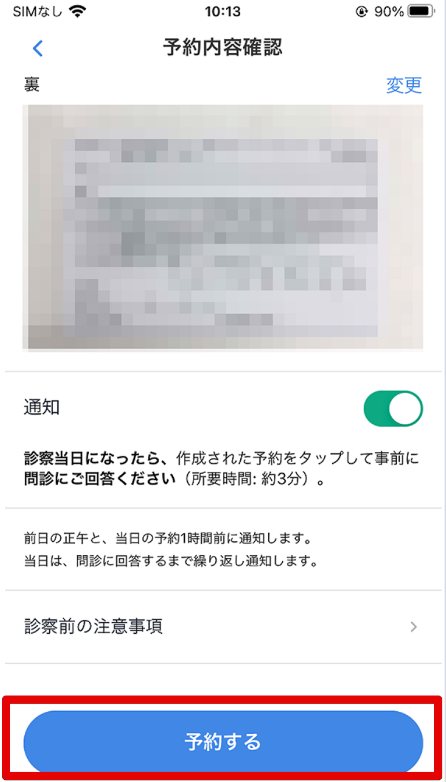 SIMなし 10:13 90%
予約内容確認
裏 変更
通知
診察当日になったら、作成された予約をタップして事前に
問診にご回答ください（所要時間: 約3分）。
前日の正午と、当日の予約1時間前に通知します。
当日は、問診に回答するまで繰り返し通知します。
診察前の注意事項
予約する